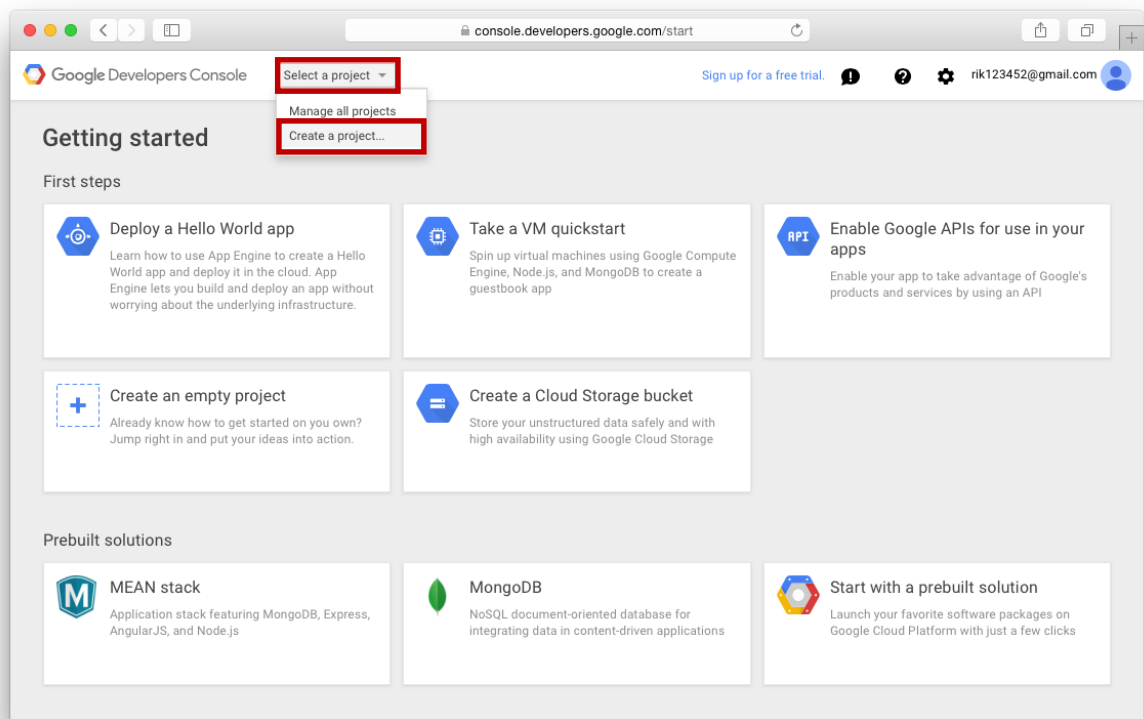 console.developers.google.com/start
Google Developers Console
Select a project
Sign up for a free trial.
rik123452@gmail.com
Manage all projects
Create a project...
Getting started
First steps
Deploy a Hello World app
Learn how to use App Engine to create a Hello
World app and deploy it in the cloud. App
Engine lets you build and deploy an app without
worrying about the underlying infrastructure.
Take a VM quickstart
Spin up virtual machines using Google Compute
Engine, Node.js, and MongoDB to create a
guestbook app
API
Enable Google APIs for use in your
apps
Enable your app to take advantage of Google's
products and services by using an API
Create an empty project
Already know how to get started on you own?
Jump right in and put your ideas into action.
Create a Cloud Storage bucket
Store your unstructured data safely and with
high availability using Google Cloud Storage
Prebuilt solutions
M
MEAN stack
Application stack featuring MongoDB, Express,
AngularJS, and Node.js
MongoDB
NoSQL document-oriented database for
integrating data in content-driven applications
Start with a prebuilt solution
Launch your favorite software packages on
Google Cloud Platform with just a few clicks